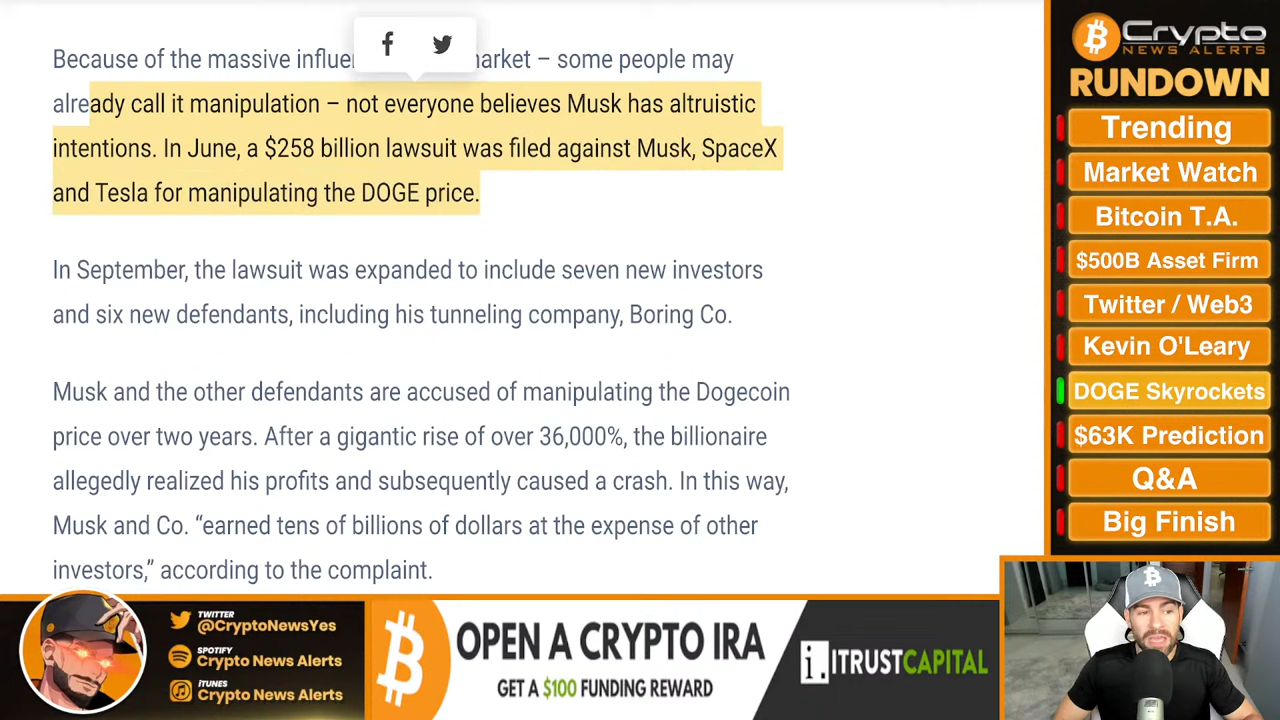 Because of the massive influen
market – some people may
already call it manipulation – not everyone believes Musk has altruistic
intentions. In June, a $258 billion lawsuit was filed against Musk, SpaceX
and Tesla for manipulating the DOGE price.
In September, the lawsuit was expanded to include seven new investors
and six new defendants, including his tunneling company, Boring Co.
Musk and the other defendants are accused of manipulating the Dogecoin
price over two years. After a gigantic rise of over 36,000%, the billionaire
allegedly realized his profits and subsequently caused a crash. In this way,
Musk and Co. “earned tens of billions of dollars at the expense of other
investors,” according to the complaint.
Crypto
NEWS ALERTS
RUNDOWN
Trending
Market Watch
Bitcoin T.A.
$500B Asset Firm
Twitter / Web3
Kevin O'Leary
DOGE Skyrockets
$63K Prediction
Q&A
Big Finish
TWITTER
@CryptoNewsYes
SPOTIFY
Crypto News Alerts
iTUNES
Crypto News Alerts
OPEN A CRYPTO IRA
GET A $100 FUNDING REWARD
i. ITRUSTCAPITAL